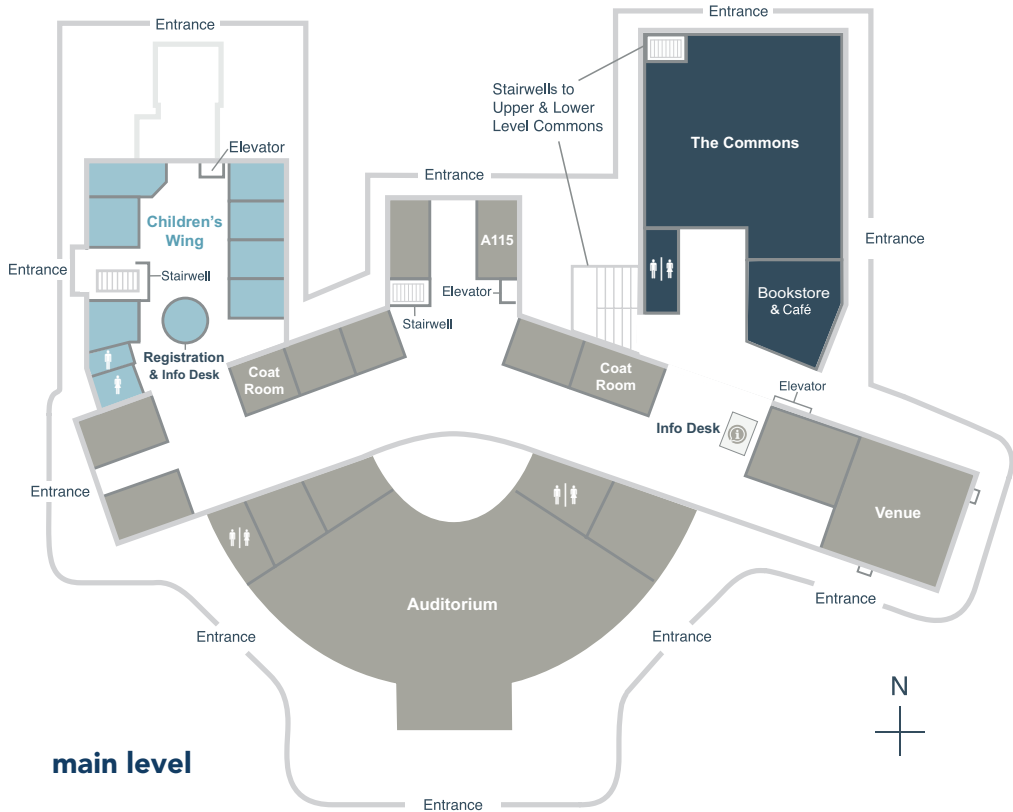 Entrance
Entrance
Stairwells to
Upper & Lower
Level Commons
The Commons
Elevator
Entrance
Children's
Wing
A115
Entrance
Entrance
Stairwell
Elevator
Bookstore
& Café
Stairwell
Registration
& Info Desk
Coat
Room
Coat
Room
Elevator
Info Desk
Entrance
Venue
Auditorium
Entrance
Entrance
Entrance
N
main level
Entrance